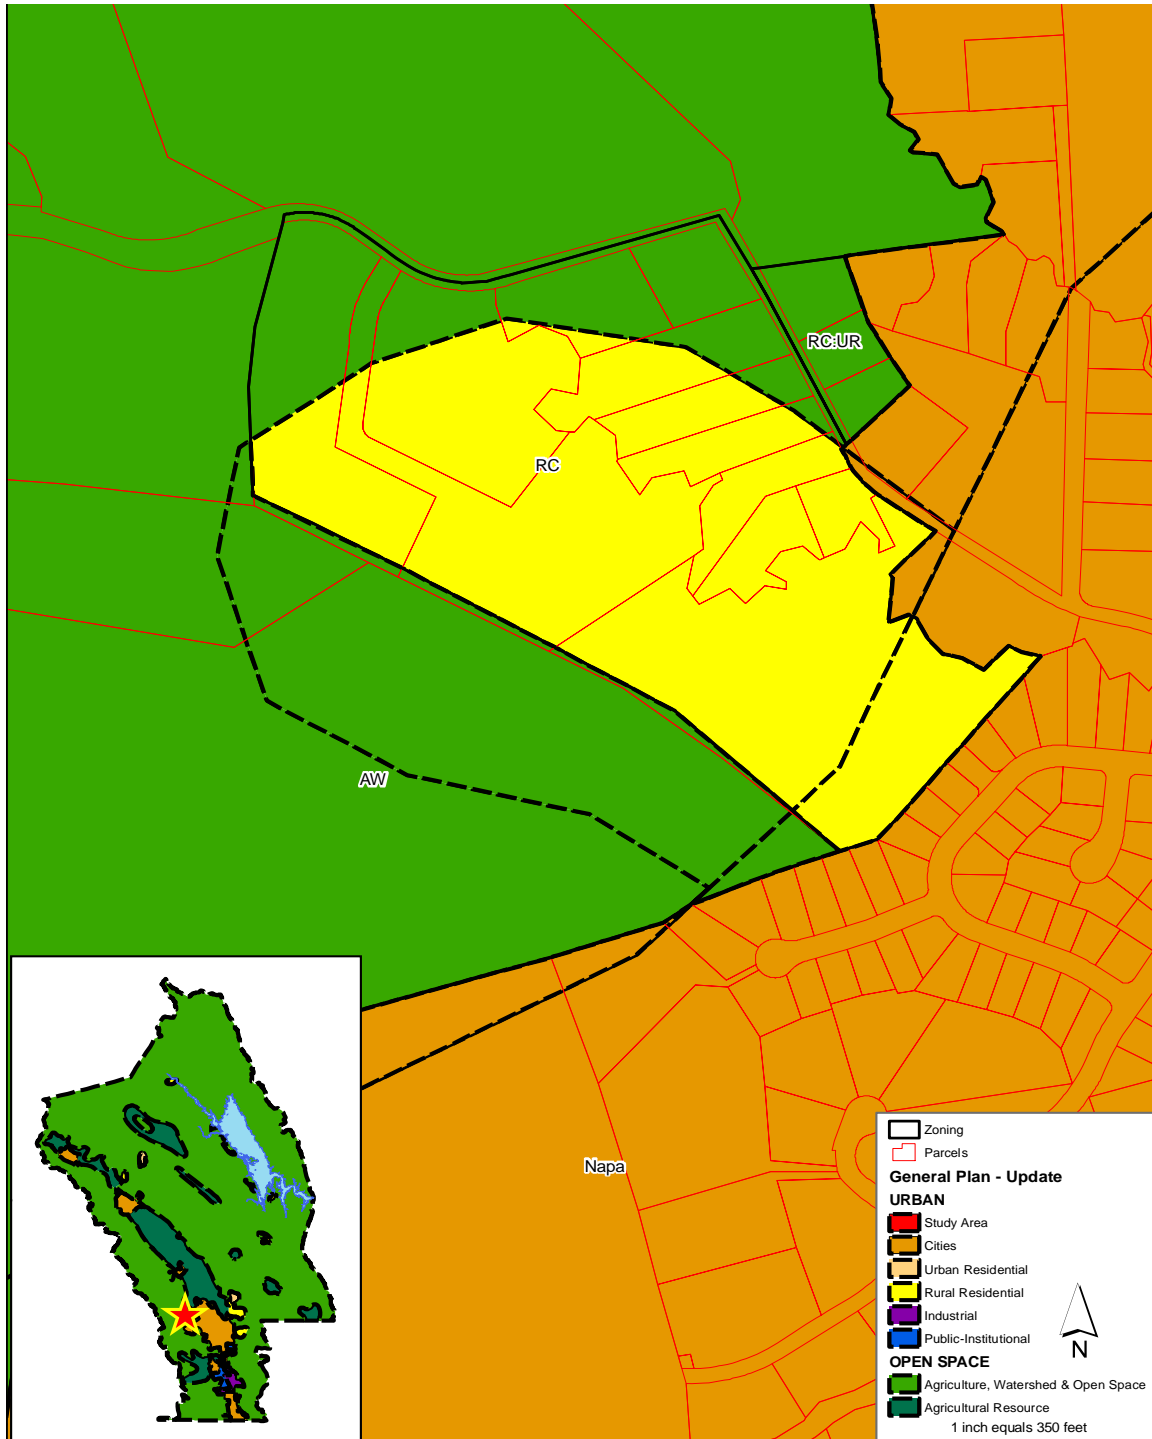 RC:UR
RC
AW
Napa
Zoning
Parcels
General Plan - Update
URBAN
Study Area
Cities
Urban Residential
Rural Residential
Industrial
Public-Institutional
N
OPEN SPACE
Agriculture, Watershed & Open Space
Agricultural Resource
1 inch equals 350 feet